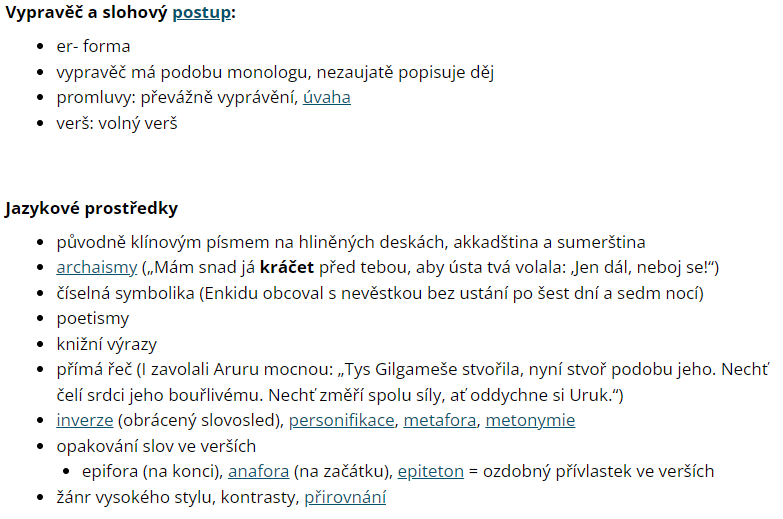 Vypravěč a slohový postup:
er- forma
vypravěč má podobu monologu, nezaujatě popisuje děj
promluvy: převážně vyprávění, úvaha
verš: volný verš
Jazykové prostředky
původně klínovým písmem na hliněných deskách, akkadština a sumerština
archaismy („Mám snad já kráčet před tebou, aby ústa tvá volala: ‚Jen dál, neboj se!“)
číselná symbolika (Enkidu obcoval s nevěstkou bez ustání po šest dní a sedm nocí)
poetismy
knižní výrazy
přímá řeč (I zavolali Aruru mocnou: „Tys Gilgameše stvořila, nyní stvoř podobu jeho. Nechť
čelí srdci jeho bouřlivému. Nechť změří spolu síly, ať oddychne si Uruk.“)
inverze (obrácený slovosled), personifikace, metafora, metonymie
opakování slov ve verších
epifora (na konci), anafora (na začátku), epiteton = ozdobný přívlastek ve verších
žánr vysokého stylu, kontrasty, přirovnání